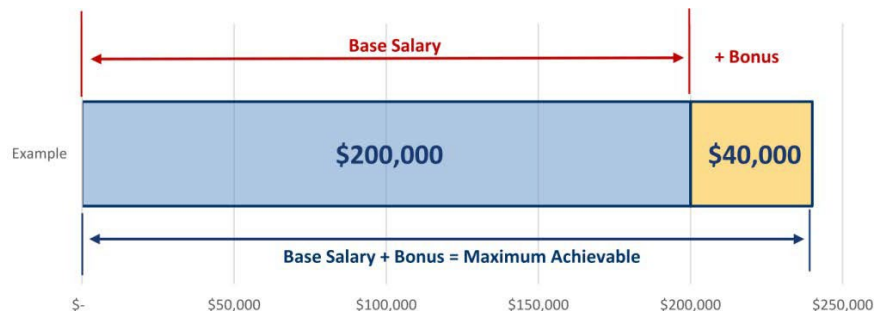 Base Salary
+ Bonus
Example
$200,000
$40,000
Base Salary + Bonus = Maximum Achievable
$-
$50,000
$100,000
$150,000
$200,000
$250,000